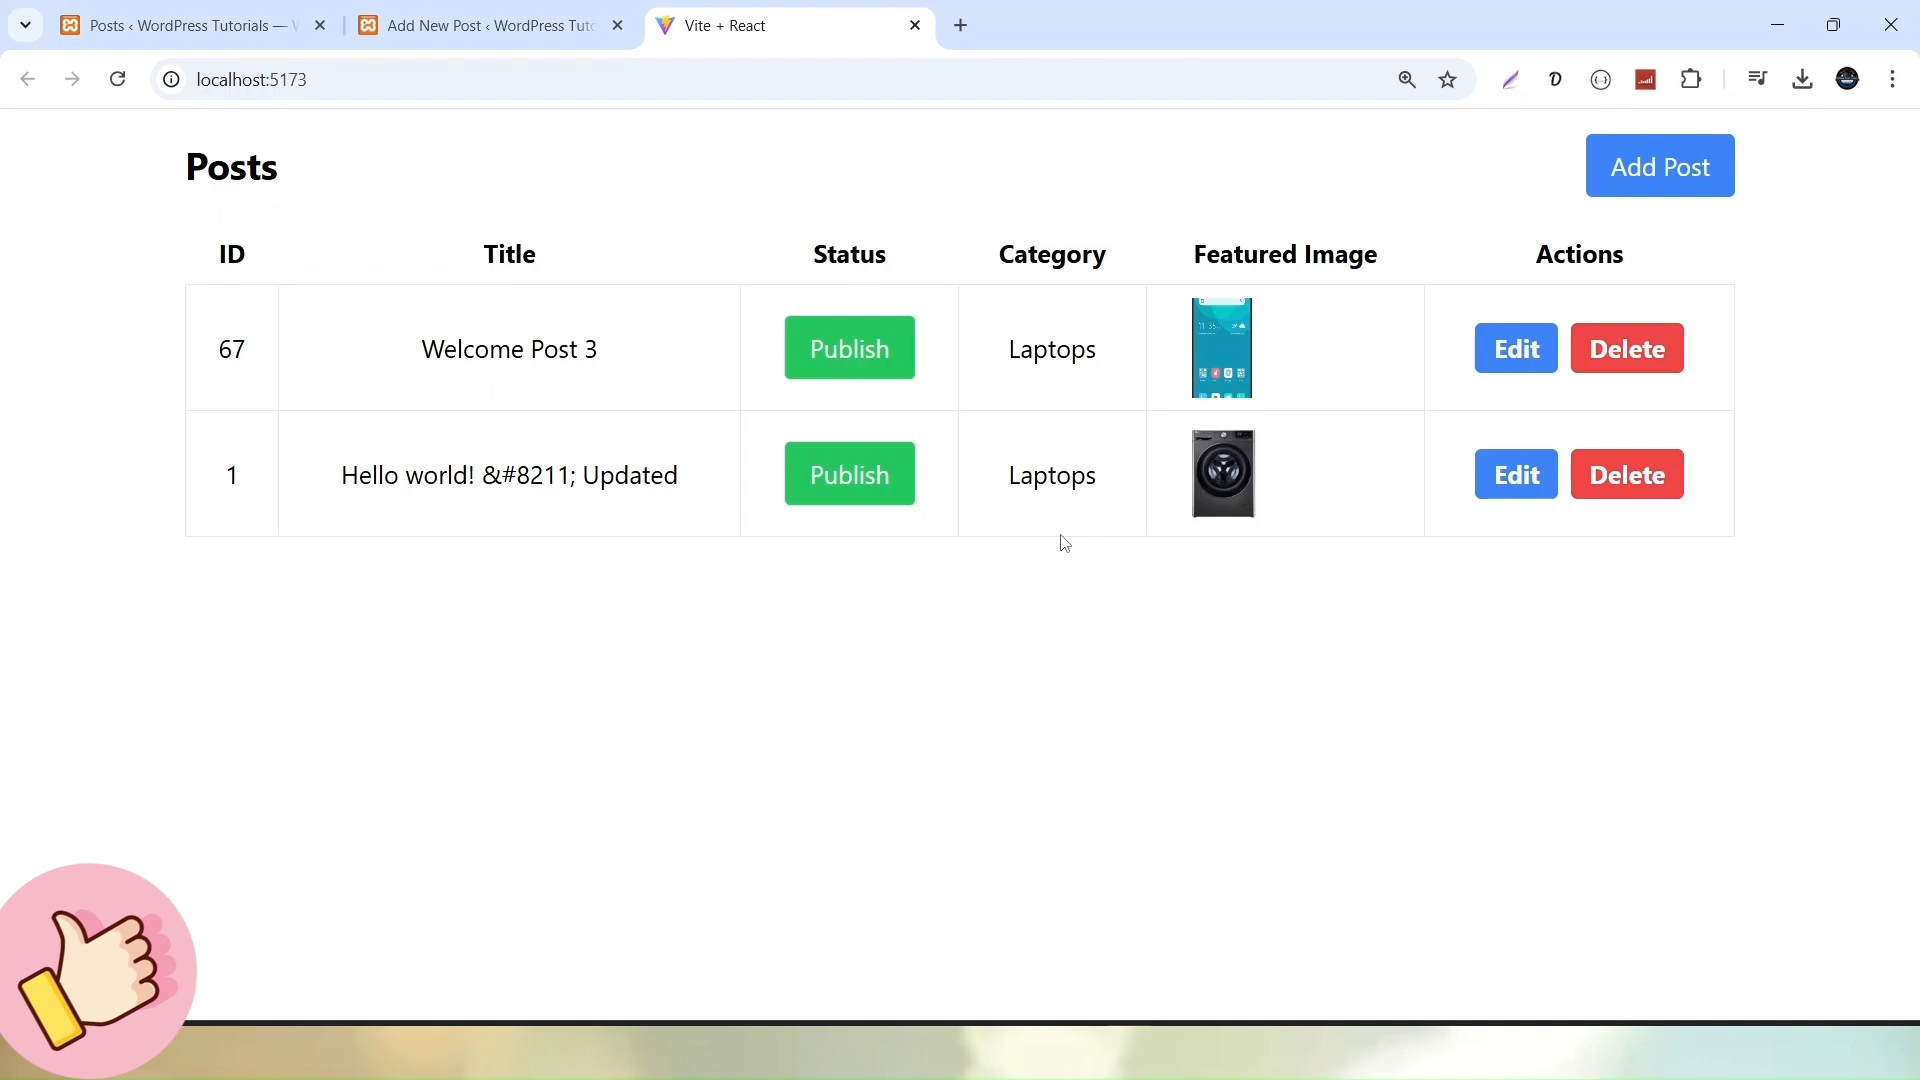 Posts ‹ WordPress Tutorials —
Add New Post ‹ WordPress Tuto
Vite + React
localhost:5173
Posts
Add Post
ID Title Status Category Featured Image Actions
67 Welcome Post 3 Publish Laptops Edit Delete
1 Hello world! &#8211; Updated Publish Laptops Edit Delete